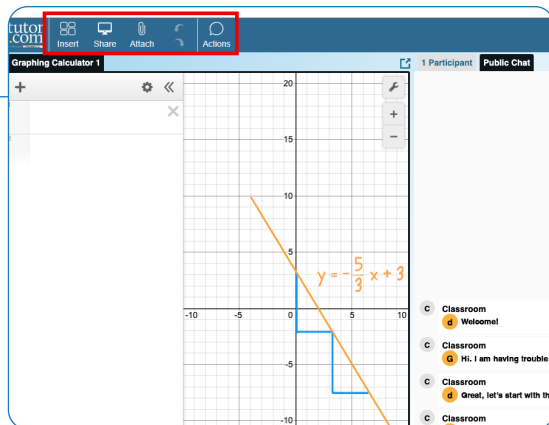 tutor
.com
Insert Share Attach Actions
Graphing Calculator 1
1 Participant Public Chat
20
15
10
5
y = -5/3 x + 3
-10 -5 0 5 10
-5
-10
C Classroom
d Welcome!
C Classroom
G Hi. I am having trouble
C Classroom
d Great, let's start with th
C Classroom